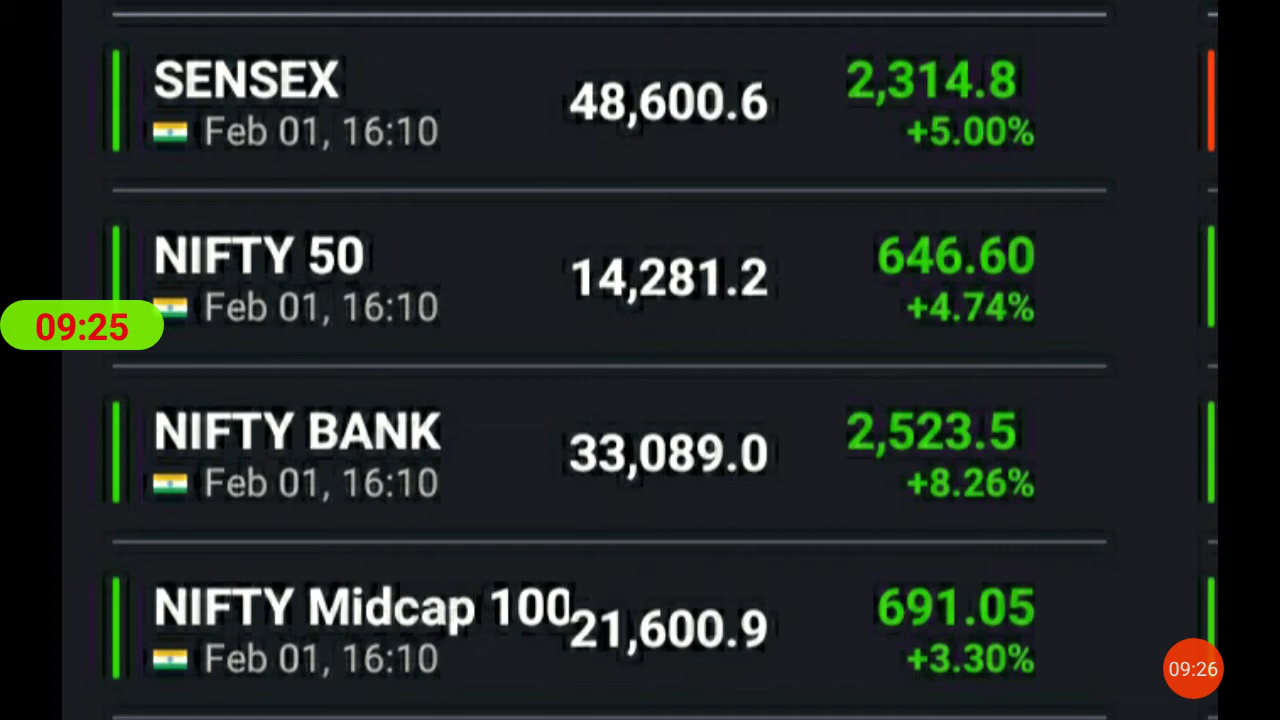 SENSEX 48,600.6 2,314.8
Feb 01, 16:10 +5.00%
NIFTY 50 14,281.2 646.60
Feb 01, 16:10 +4.74%
09:25
NIFTY BANK 33,089.0 2,523.5
Feb 01, 16:10 +8.26%
NIFTY Midcap 100 21,600.9 691.05
Feb 01, 16:10 +3.30%
09:26